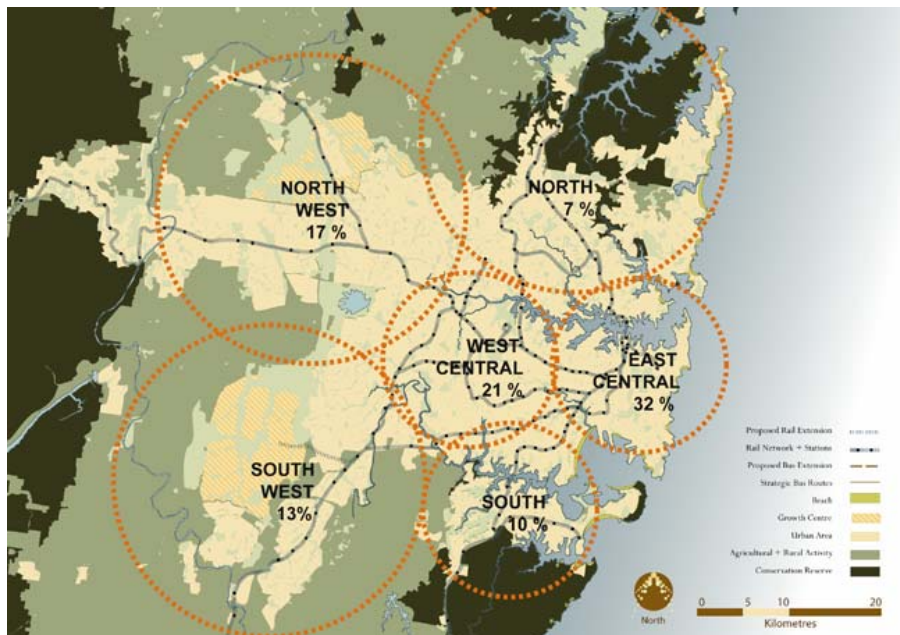 NORTH
WEST
17 %
NORTH
7 %
WEST
CENTRAL
21 %
EAST
CENTRAL
32 %
SOUTH
WEST
13%
SOUTH
10 %
Proposed Rail Extension
Rail Network + Stations
Proposed Bus Extension
Strategic Bus Routes
Beach
Growth Centre
Urban Area
Agricultural + Rural Activity
Conservation Reserve
North
0 5 10 20
Kilometres